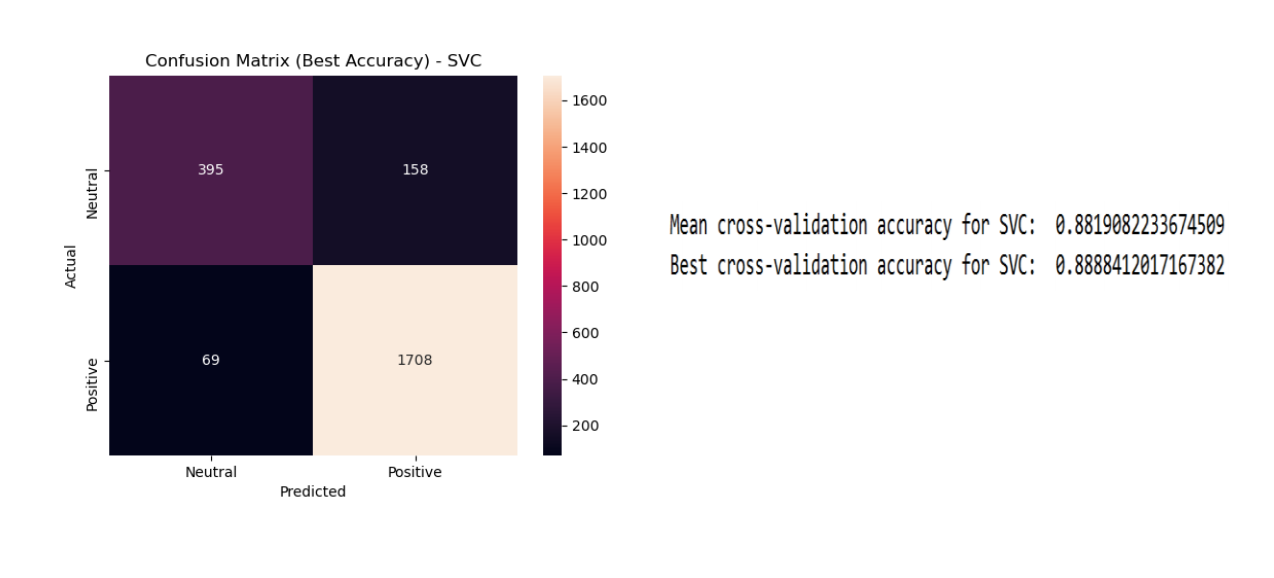 Confusion Matrix (Best Accuracy) - SVC
Actual
Neutral
395
158
Positive
69
1708
Neutral
Positive
Predicted
1600
1400
1200
1000
800
600
400
200
Mean cross-validation accuracy for SVC: 0.8819082233674509
Best cross-validation accuracy for SVC: 0.8888412017167382